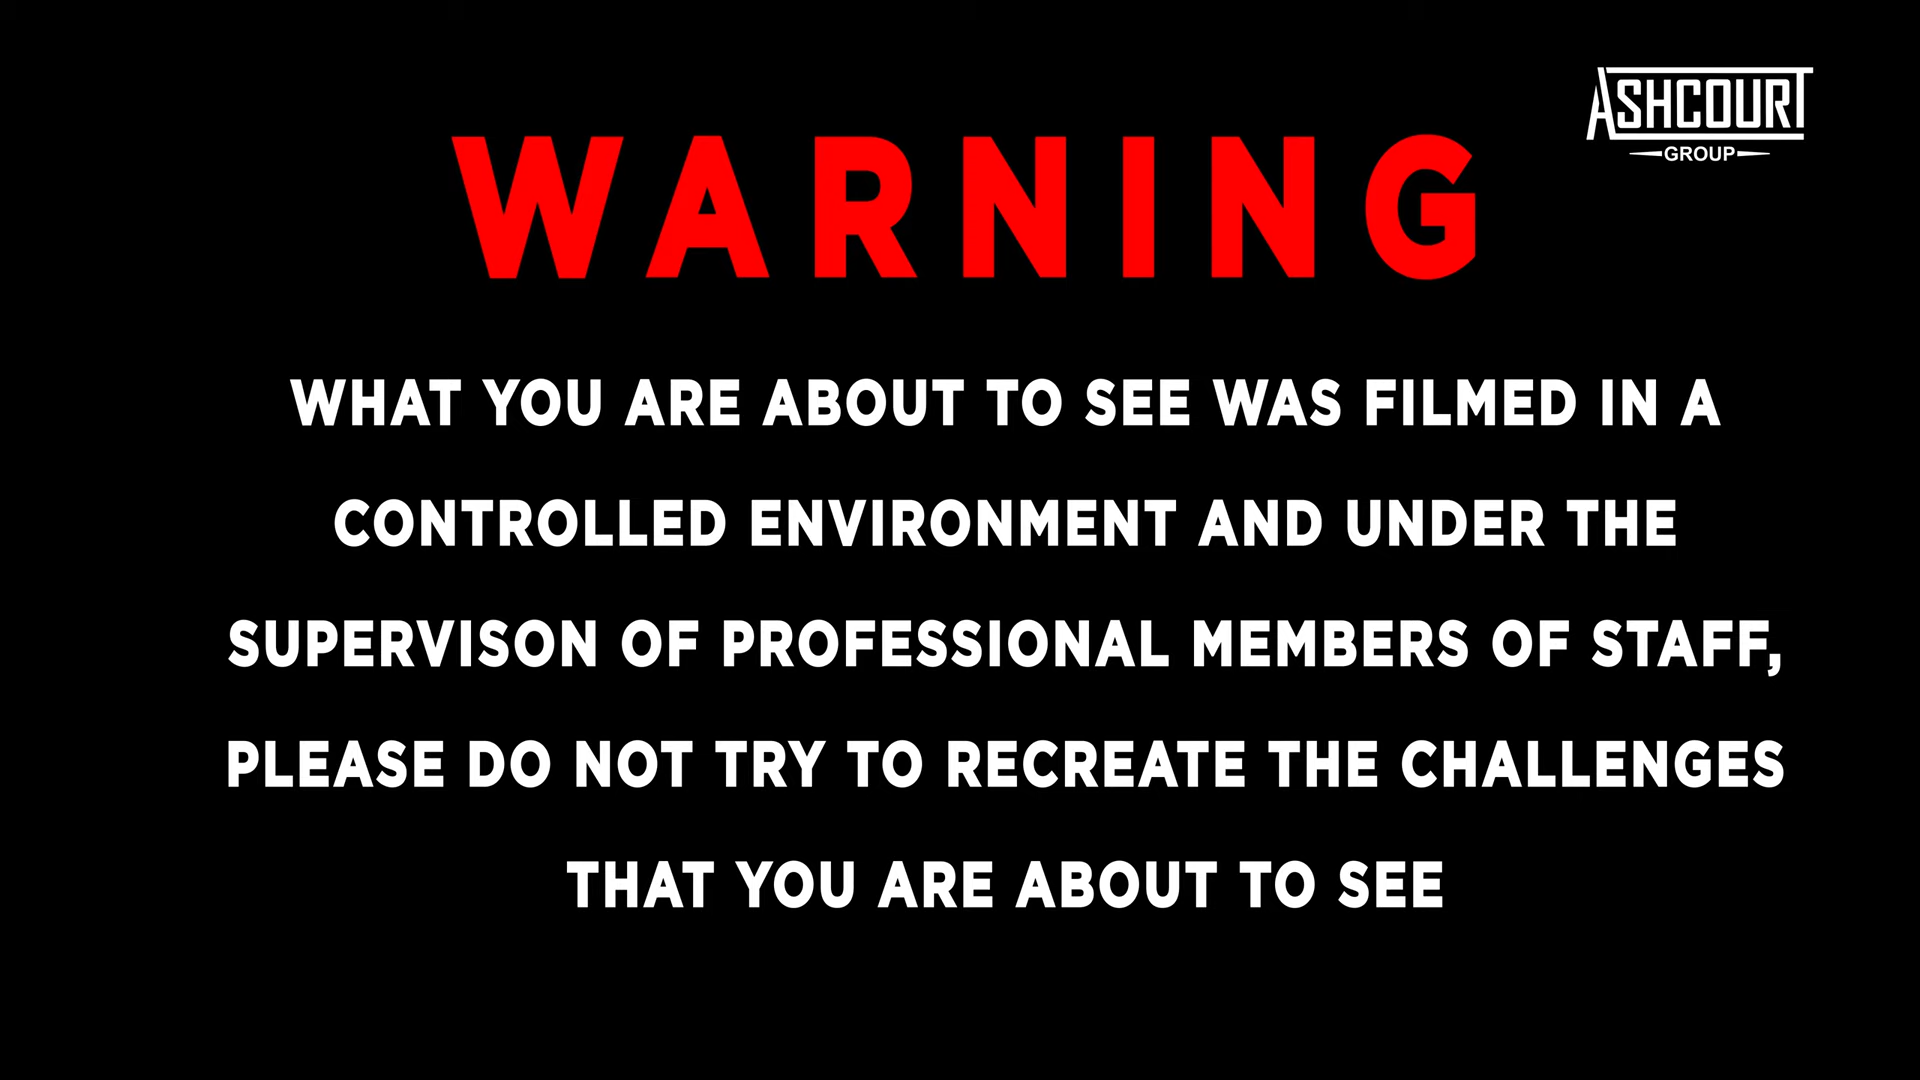 ASHCOURT
GROUP
WARNING
WHAT YOU ARE ABOUT TO SEE WAS FILMED IN A
CONTROLLED ENVIRONMENT AND UNDER THE
SUPERVISON OF PROFESSIONAL MEMBERS OF STAFF,
PLEASE DO NOT TRY TO RECREATE THE CHALLENGES
THAT YOU ARE ABOUT TO SEE